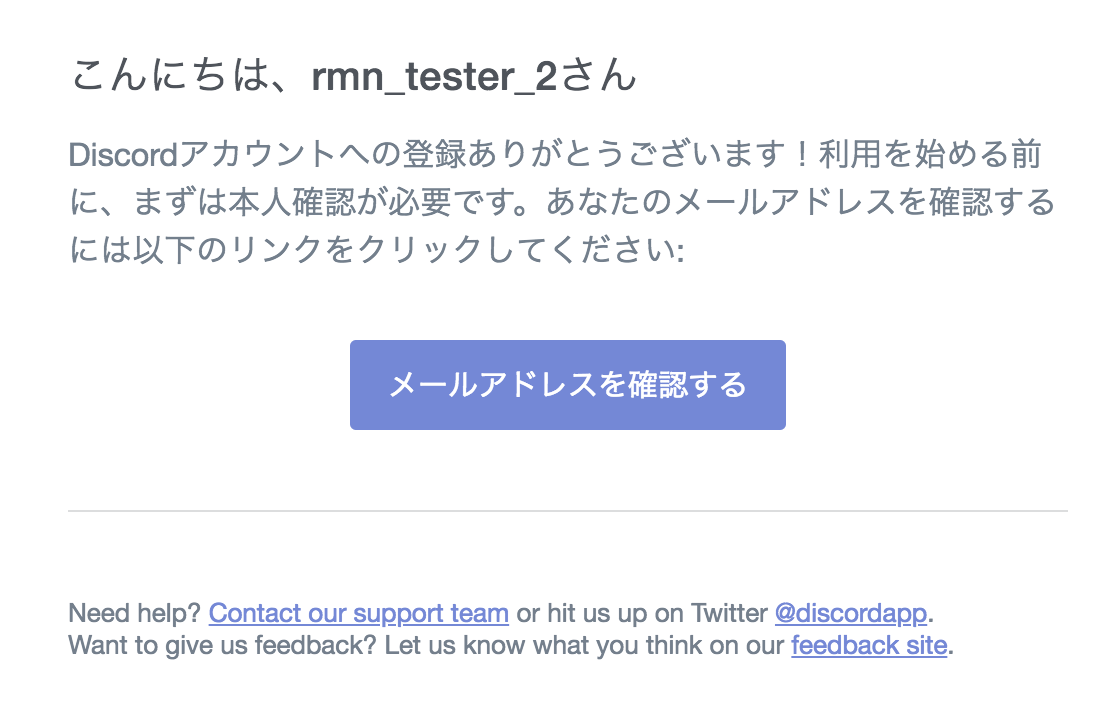 こんにちは、rmn_tester_2さん
Discordアカウントへの登録ありがとうございます！利用を始める前
に、まずは本人確認が必要です。あなたのメールアドレスを確認する
には以下のリンクをクリックしてください:
メールアドレスを確認する
Need help? Contact our support team or hit us up on Twitter @discordapp.
Want to give us feedback? Let us know what you think on our feedback site.